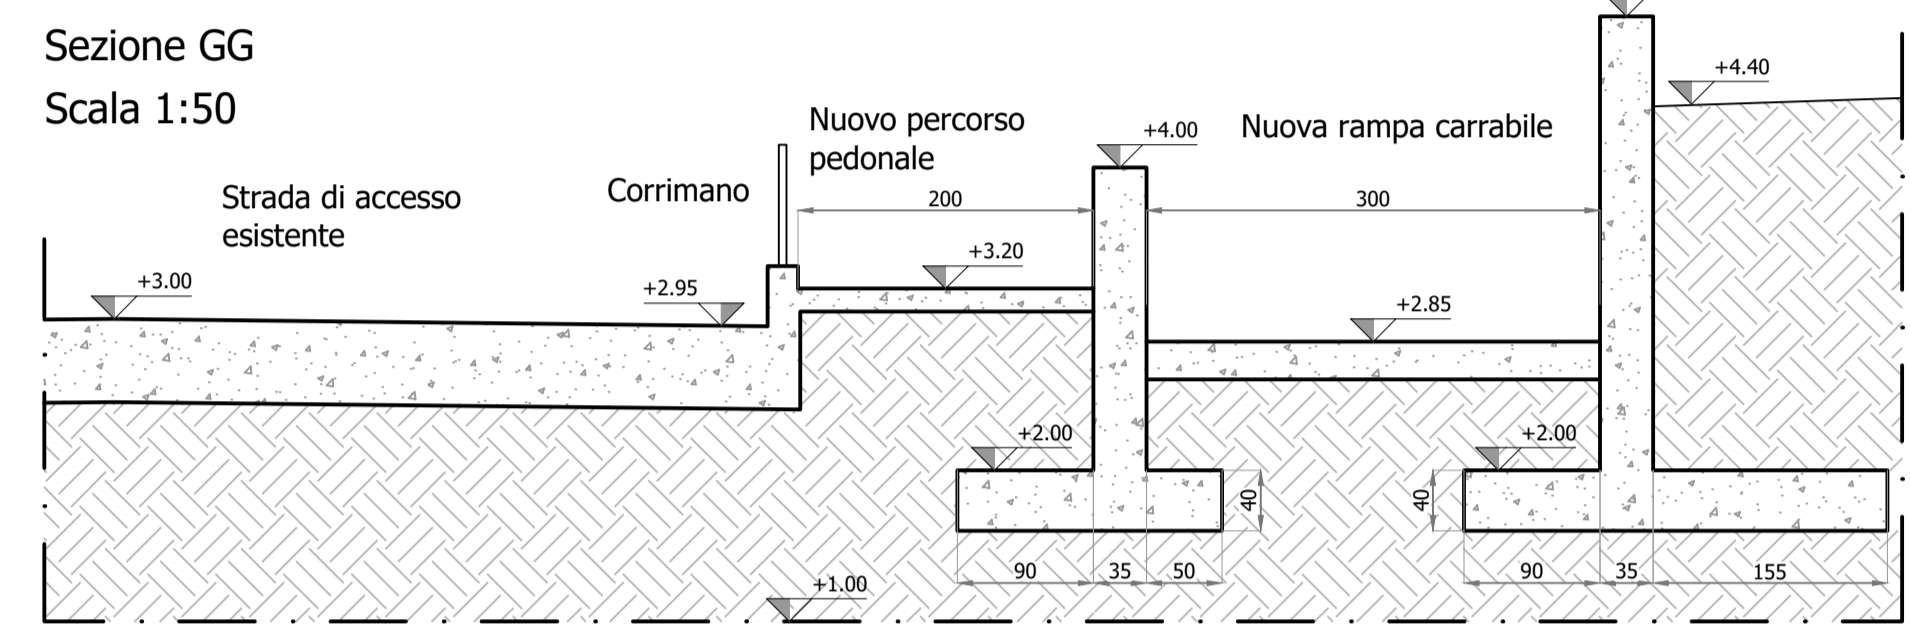 Sezione GG
Scala 1:50
+4.40
Nuovo percorso
pedonale
+4.00
Nuova rampa carrabile
Strada di accesso
esistente
Corrimano
200
300
+3.20
+3.00
+2.95
+2.85
+2.00
+2.00
40
40
90
35
50
90
35
155
+1.00